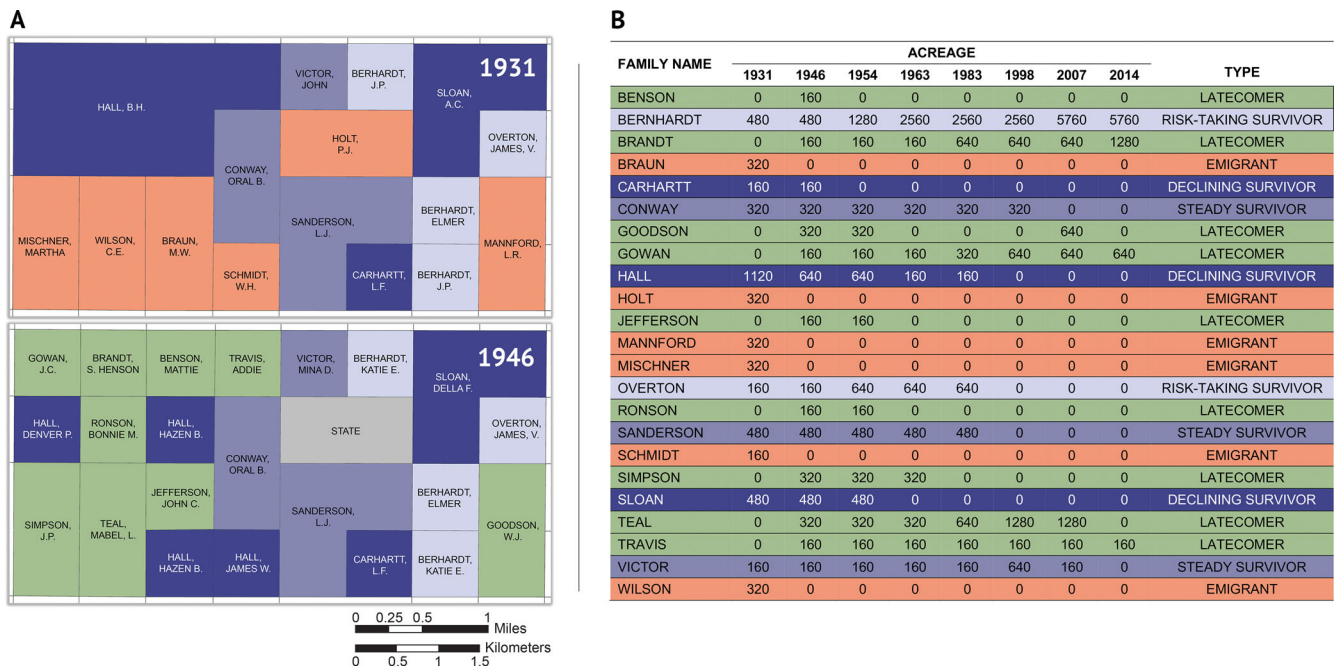 A
1931
HALL, B.H.
VICTOR,
JOHN
BERHARDT,
J.P.
SLOAN,
A.C.
CONWAY,
ORAL B.
HOLT,
P.J.
OVERTON,
JAMES, V.
MISCHNER,
MARTHA
WILSON,
C.E.
BRAUN,
M.W.
SANDERSON,
L.J.
BERHARDT,
ELMER
MANNFORD,
L.R.
SCHMIDT,
W.H.
CARHARTT,
L.F.
BERHARDT,
J.P.
1946
GOWAN,
J.C.
BRANDT,
S. HENSON
BENSON,
MATTIE
TRAVIS,
ADDIE
VICTOR,
MINA D.
BERHARDT,
KATIE E.
SLOAN,
DELLA F.
HALL,
DENVER P.
RONSON,
BONNIE M.
HALL,
HAZEN B.
CONWAY,
ORAL B.
STATE
OVERTON,
JAMES, V.
SIMPSON,
J.P.
TEAL,
MABEL, L.
JEFFERSON,
JOHN C.
SANDERSON,
L.J.
BERHARDT,
ELMER
GOODSON,
W.J.
HALL,
HAZEN B.
HALL,
JAMES W.
CARHARTT,
L.F.
BERHARDT,
KATIE E.
0 0.25 0.5 1
Miles
Kilometers
0 0.5 1 1.5
B
ACREAGE
FAMILY NAME 1931 1946 1954 1963 1983 1998 2007 2014 TYPE
BENSON 0 160 0 0 0 0 0 0 LATECOMER
BERNHARDT 480 480 1280 2560 2560 2560 5760 5760 RISK-TAKING SURVIVOR
BRANDT 0 160 160 160 640 640 640 1280 LATECOMER
BRAUN 320 0 0 0 0 0 0 0 EMIGRANT
CARHARTT 160 160 0 0 0 0 0 0 DECLINING SURVIVOR
CONWAY 320 320 320 320 320 320 0 0 STEADY SURVIVOR
GOODSON 0 320 320 0 0 0 640 0 LATECOMER
GOWAN 0 160 160 160 320 640 640 640 LATECOMER
HALL 1120 640 640 160 160 0 0 0 DECLINING SURVIVOR
HOLT 320 0 0 0 0 0 0 0 EMIGRANT
JEFFERSON 0 160 160 0 0 0 0 0 LATECOMER
MANNFORD 320 0 0 0 0 0 0 0 EMIGRANT
MISCHNER 320 0 0 0 0 0 0 0 EMIGRANT
OVERTON 160 160 640 640 640 0 0 0 RISK-TAKING SURVIVOR
RONSON 0 160 160 0 0 0 0 0 LATECOMER
SANDERSON 480 480 480 480 480 0 0 0 STEADY SURVIVOR
SCHMIDT 160 0 0 0 0 0 0 0 EMIGRANT
SIMPSON 0 320 320 320 0 0 0 0 LATECOMER
SLOAN 480 480 480 0 0 0 0 0 DECLINING SURVIVOR
TEAL 0 320 320 320 640 1280 1280 0 LATECOMER
TRAVIS 0 160 160 160 160 160 160 160 LATECOMER
VICTOR 160 160 160 160 160 640 160 0 STEADY SURVIVOR
WILSON 320 0 0 0 0 0 0 0 EMIGRANT